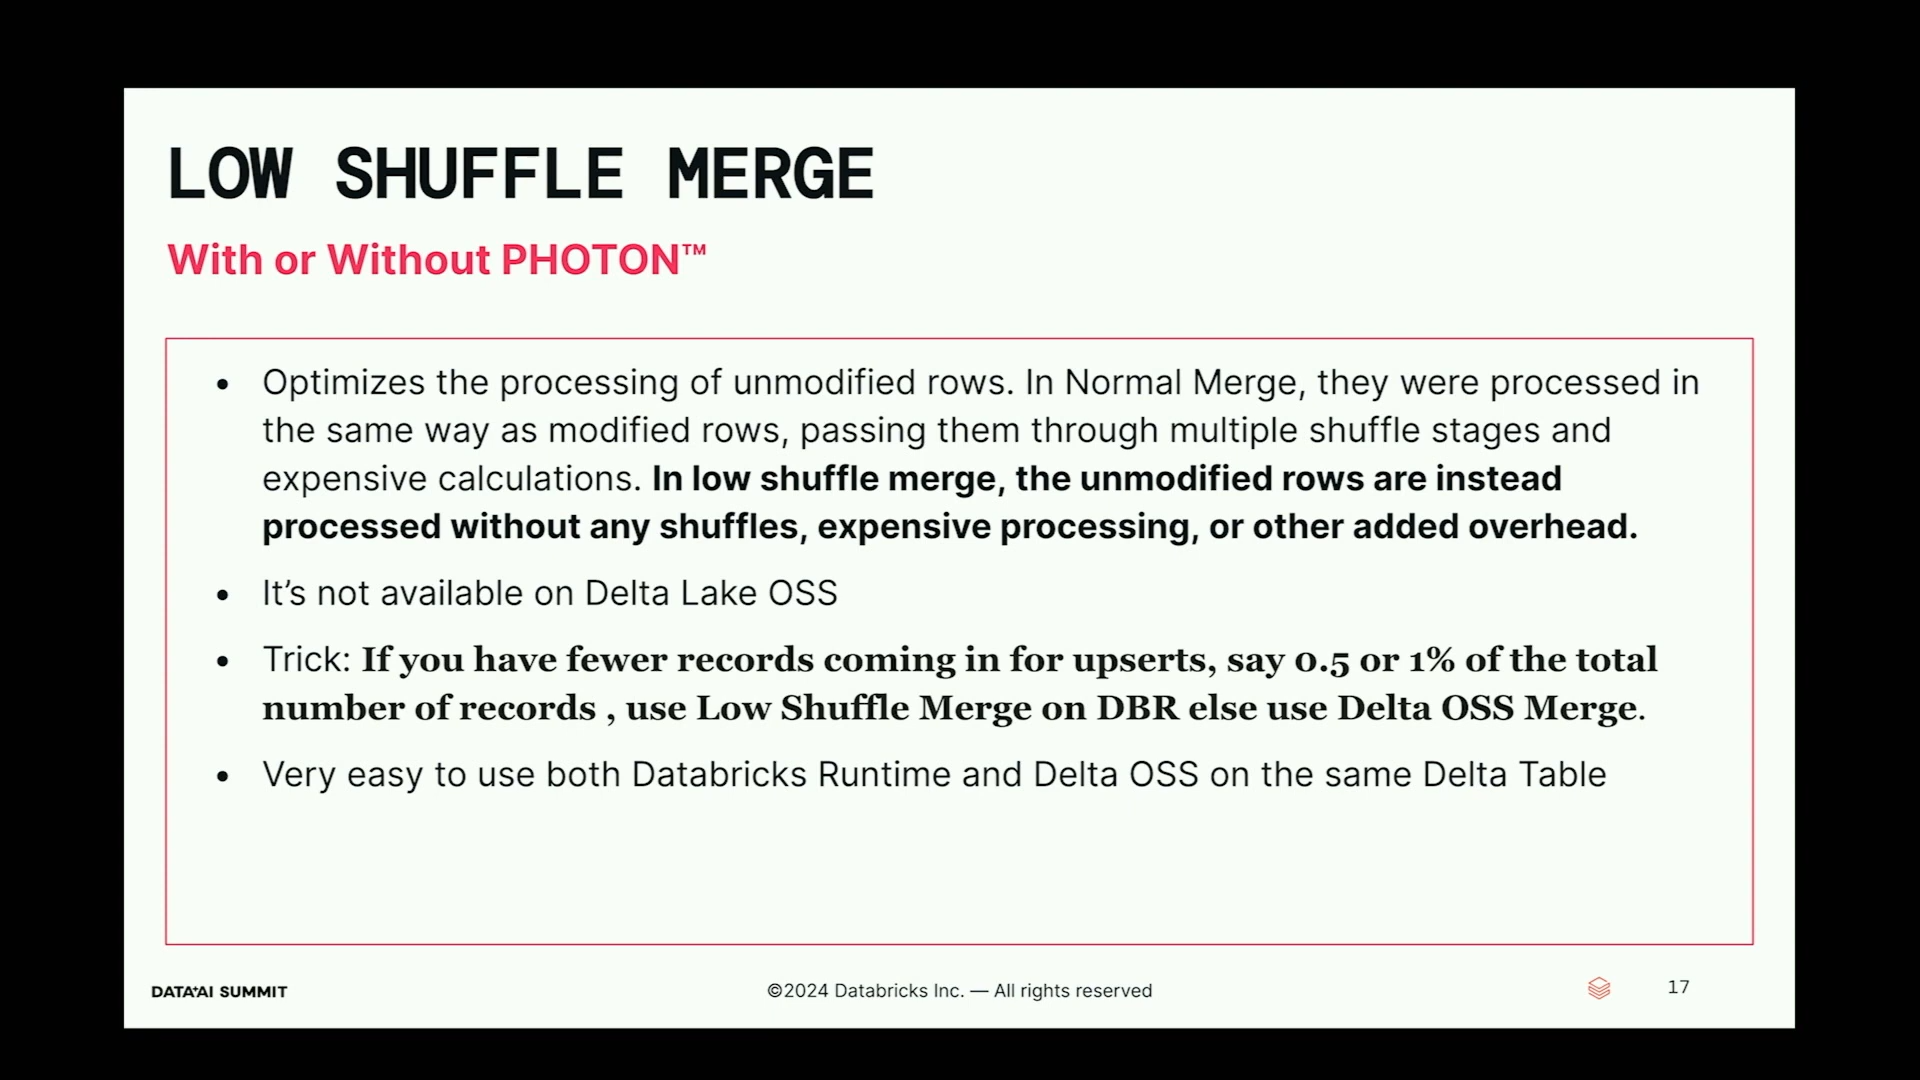 LOW SHUFFLE MERGE
With or Without PHOTON™
• Optimizes the processing of unmodified rows. In Normal Merge, they were processed in
the same way as modified rows, passing them through multiple shuffle stages and
expensive calculations. In low shuffle merge, the unmodified rows are instead
processed without any shuffles, expensive processing, or other added overhead.
• It’s not available on Delta Lake OSS
• Trick: If you have fewer records coming in for upserts, say 0.5 or 1% of the total
number of records , use Low Shuffle Merge on DBR else use Delta OSS Merge.
• Very easy to use both Databricks Runtime and Delta OSS on the same Delta Table
DATA+AI SUMMIT
©2024 Databricks Inc. — All rights reserved
17